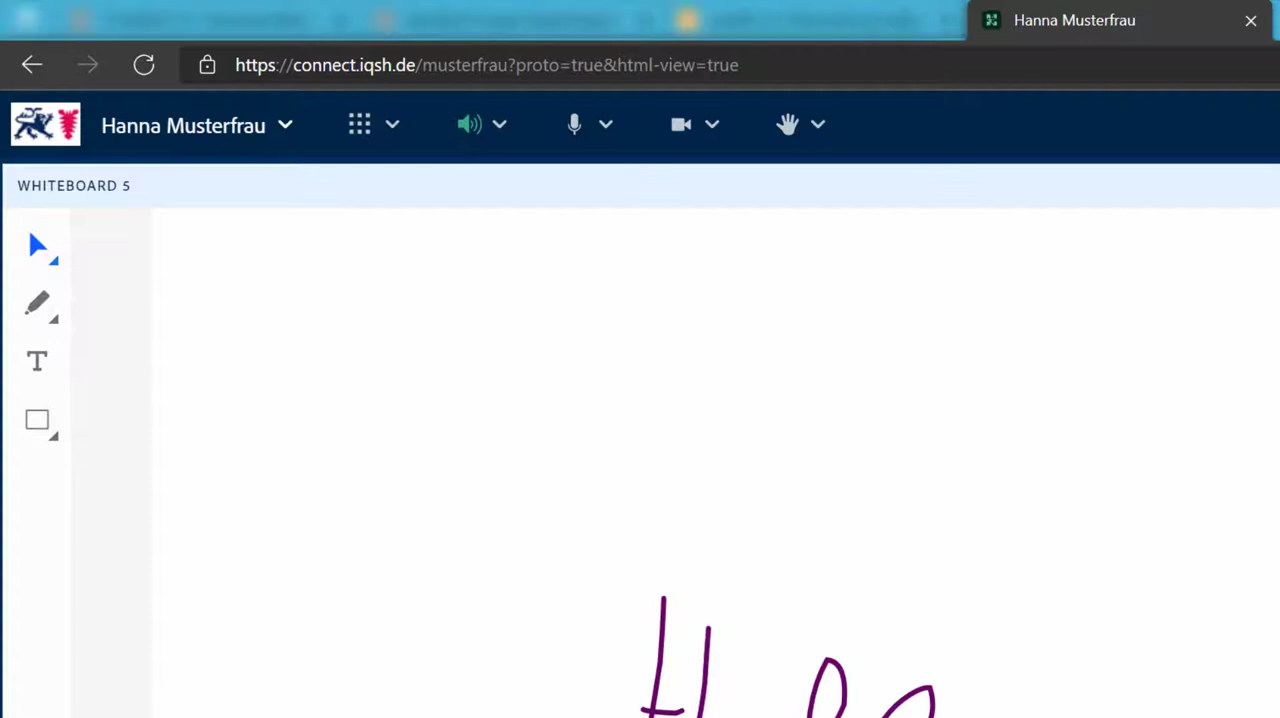 Hanna Musterfrau
https://connect.iqsh.de/musterfrau?proto=true&html-view=true
Hanna Musterfrau
WHITEBOARD 5
T